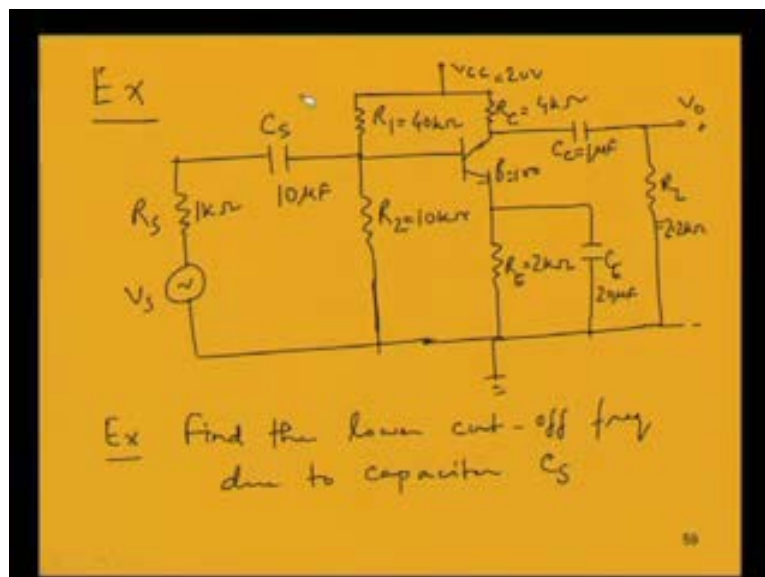 Ex
VCC=20V
R1=40kΩ
RC=4kΩ
Vo
CS
10μF
CC=1μF
β=100
RS
1kΩ
R2=10kΩ
RL
=2.2kΩ
RE=2kΩ
CE
20μF
VS
Ex Find the lower cut-off freq
due to capacitor CS
59